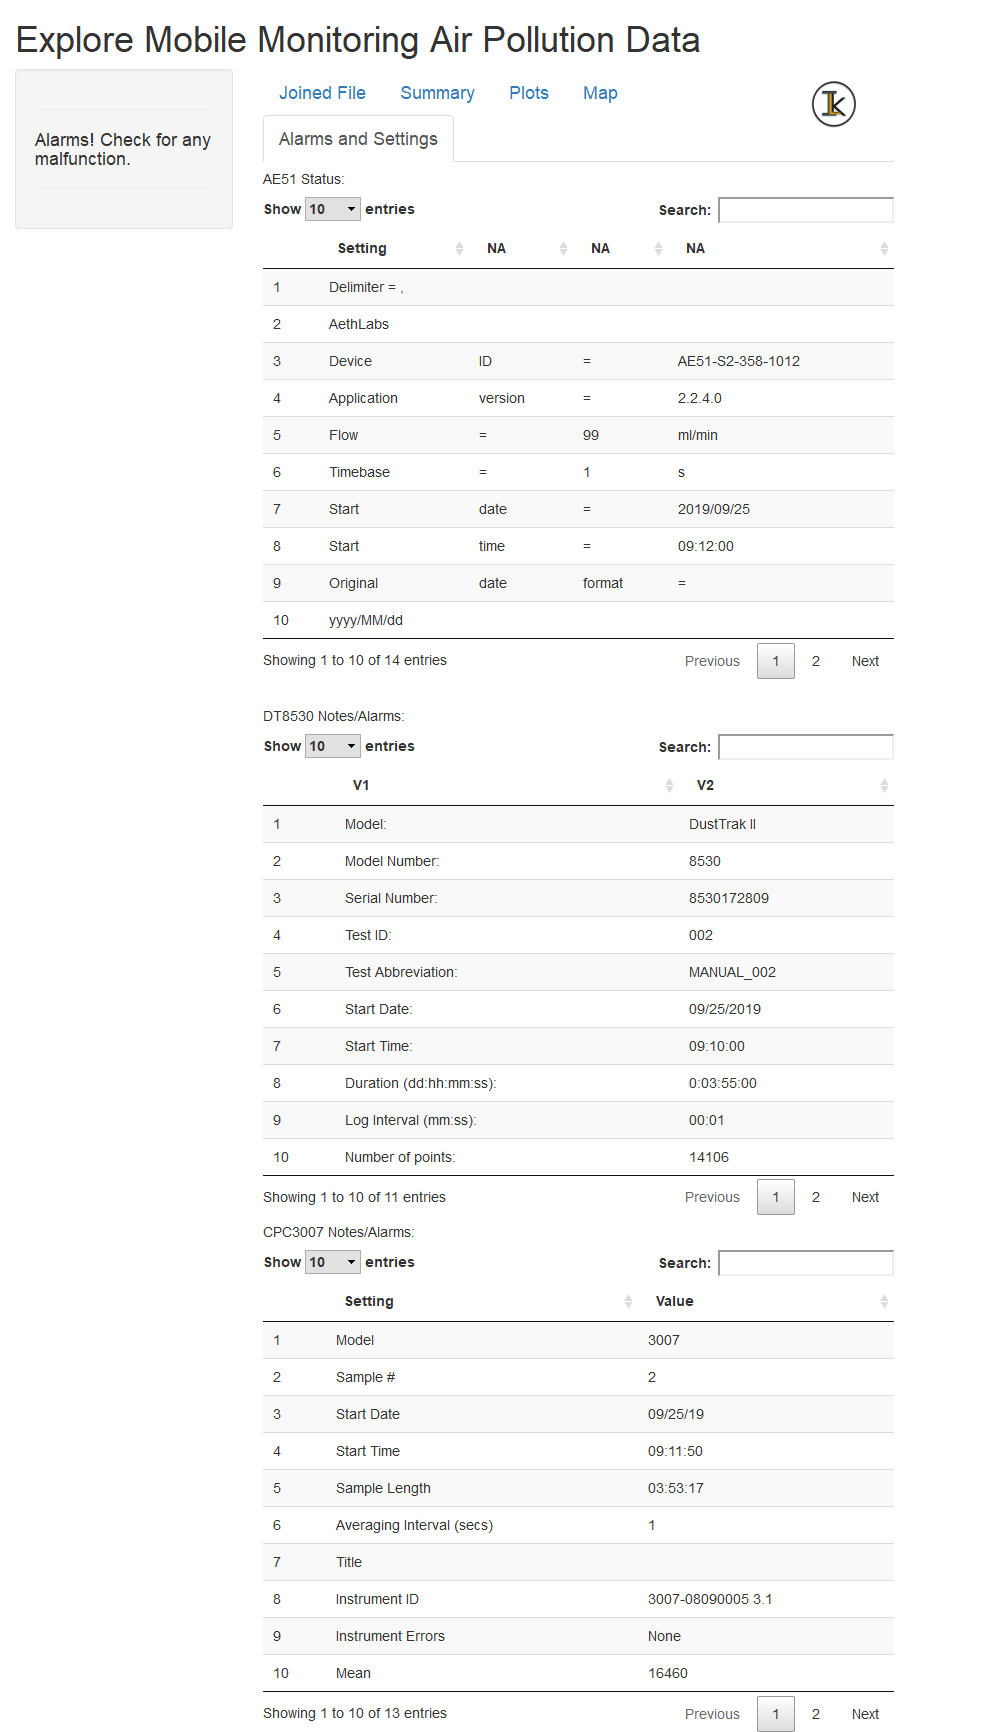 Explore Mobile Monitoring Air Pollution Data
Alarms! Check for any
malfunction.
Joined File Summary Plots Map
Alarms and Settings
AE51 Status:
Show 10 entries Search:
Setting NA NA NA
1 Delimiter = ,
2 AethLabs
3 Device ID = AE51-S2-358-1012
4 Application version = 2.2.4.0
5 Flow = 99 ml/min
6 Timebase = 1 s
7 Start date = 2019/09/25
8 Start time = 09:12:00
9 Original date format =
10 yyyy/MM/dd
Showing 1 to 10 of 14 entries Previous 1 2 Next
DT8530 Notes/Alarms:
Show 10 entries Search:
V1 V2
1 Model: DustTrak II
2 Model Number: 8530
3 Serial Number: 8530172809
4 Test ID: 002
5 Test Abbreviation: MANUAL_002
6 Start Date: 09/25/2019
7 Start Time: 09:10:00
8 Duration (dd:hh:mm:ss): 0:03:55:00
9 Log Interval (mm:ss): 00:01
10 Number of points: 14106
Showing 1 to 10 of 11 entries Previous 1 2 Next
CPC3007 Notes/Alarms:
Show 10 entries Search:
Setting Value
1 Model 3007
2 Sample # 2
3 Start Date 09/25/19
4 Start Time 09:11:50
5 Sample Length 03:53:17
6 Averaging Interval (secs) 1
7 Title
8 Instrument ID 3007-08090005 3.1
9 Instrument Errors None
10 Mean 16460
Showing 1 to 10 of 13 entries Previous 1 2 Next